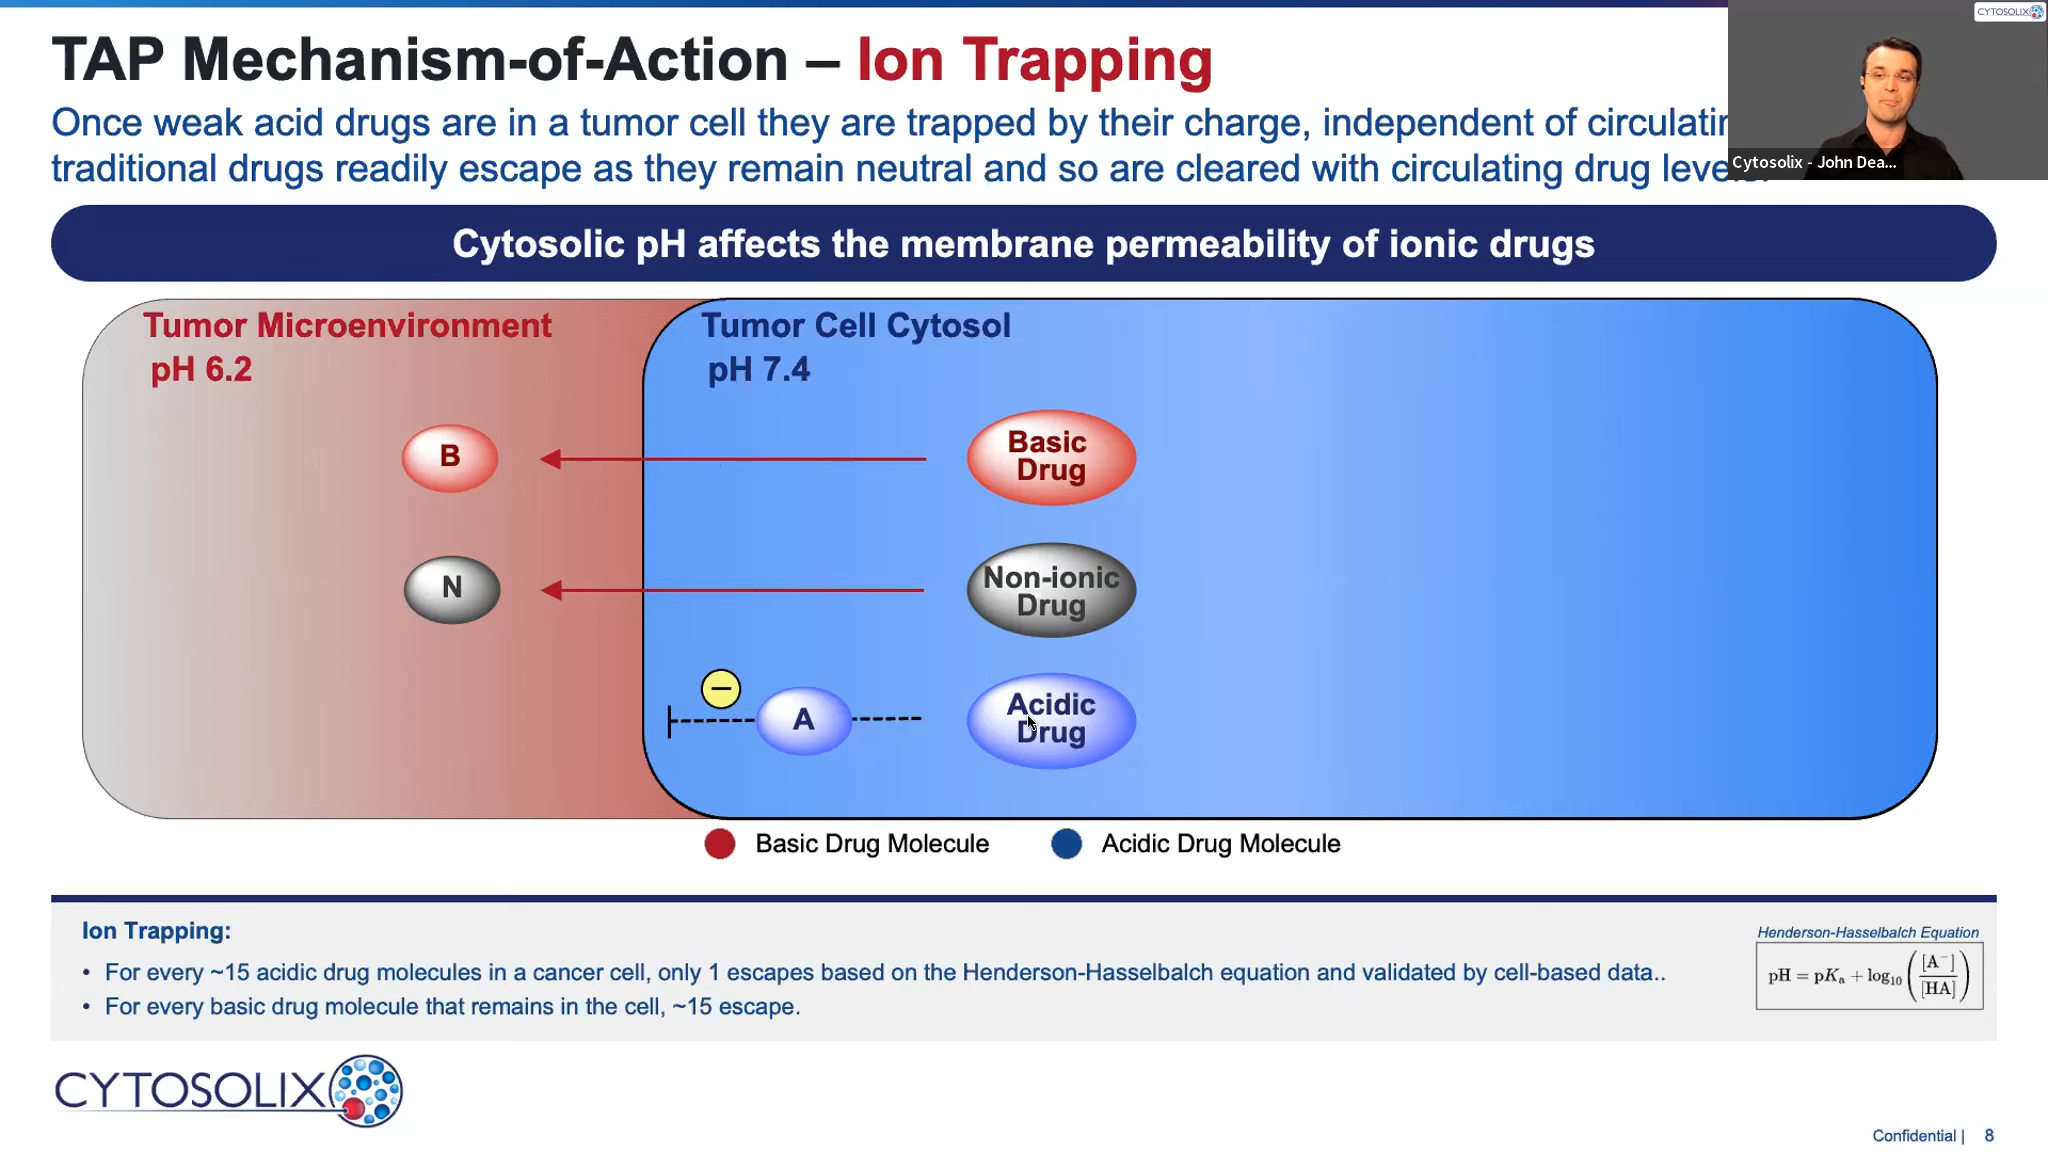 TAP Mechanism-of-Action – Ion Trapping
Once weak acid drugs are in a tumor cell they are trapped by their charge, independent of
traditional drugs readily escape as they remain neutral and so are cleared with circulating drug
CYTOSOLIX
Cytosolix - John Dea...
Cytosolic pH affects the membrane permeability of ionic drugs
Tumor Microenvironment
pH 6.2
Tumor Cell Cytosol
pH 7.4
B
Basic
Drug
N
Non-ionic
Drug
−
A
Acidic
Drug
Basic Drug Molecule
Acidic Drug Molecule
Ion Trapping:
• For every ~15 acidic drug molecules in a cancer cell, only 1 escapes based on the Henderson-Hasselbalch equation and validated by cell-based data..
• For every basic drug molecule that remains in the cell, ~15 escape.
Henderson-Hasselbalch Equation
pH = pKa + log10 ([A−]/[HA])
CYTOSOLIX
Confidential | 8